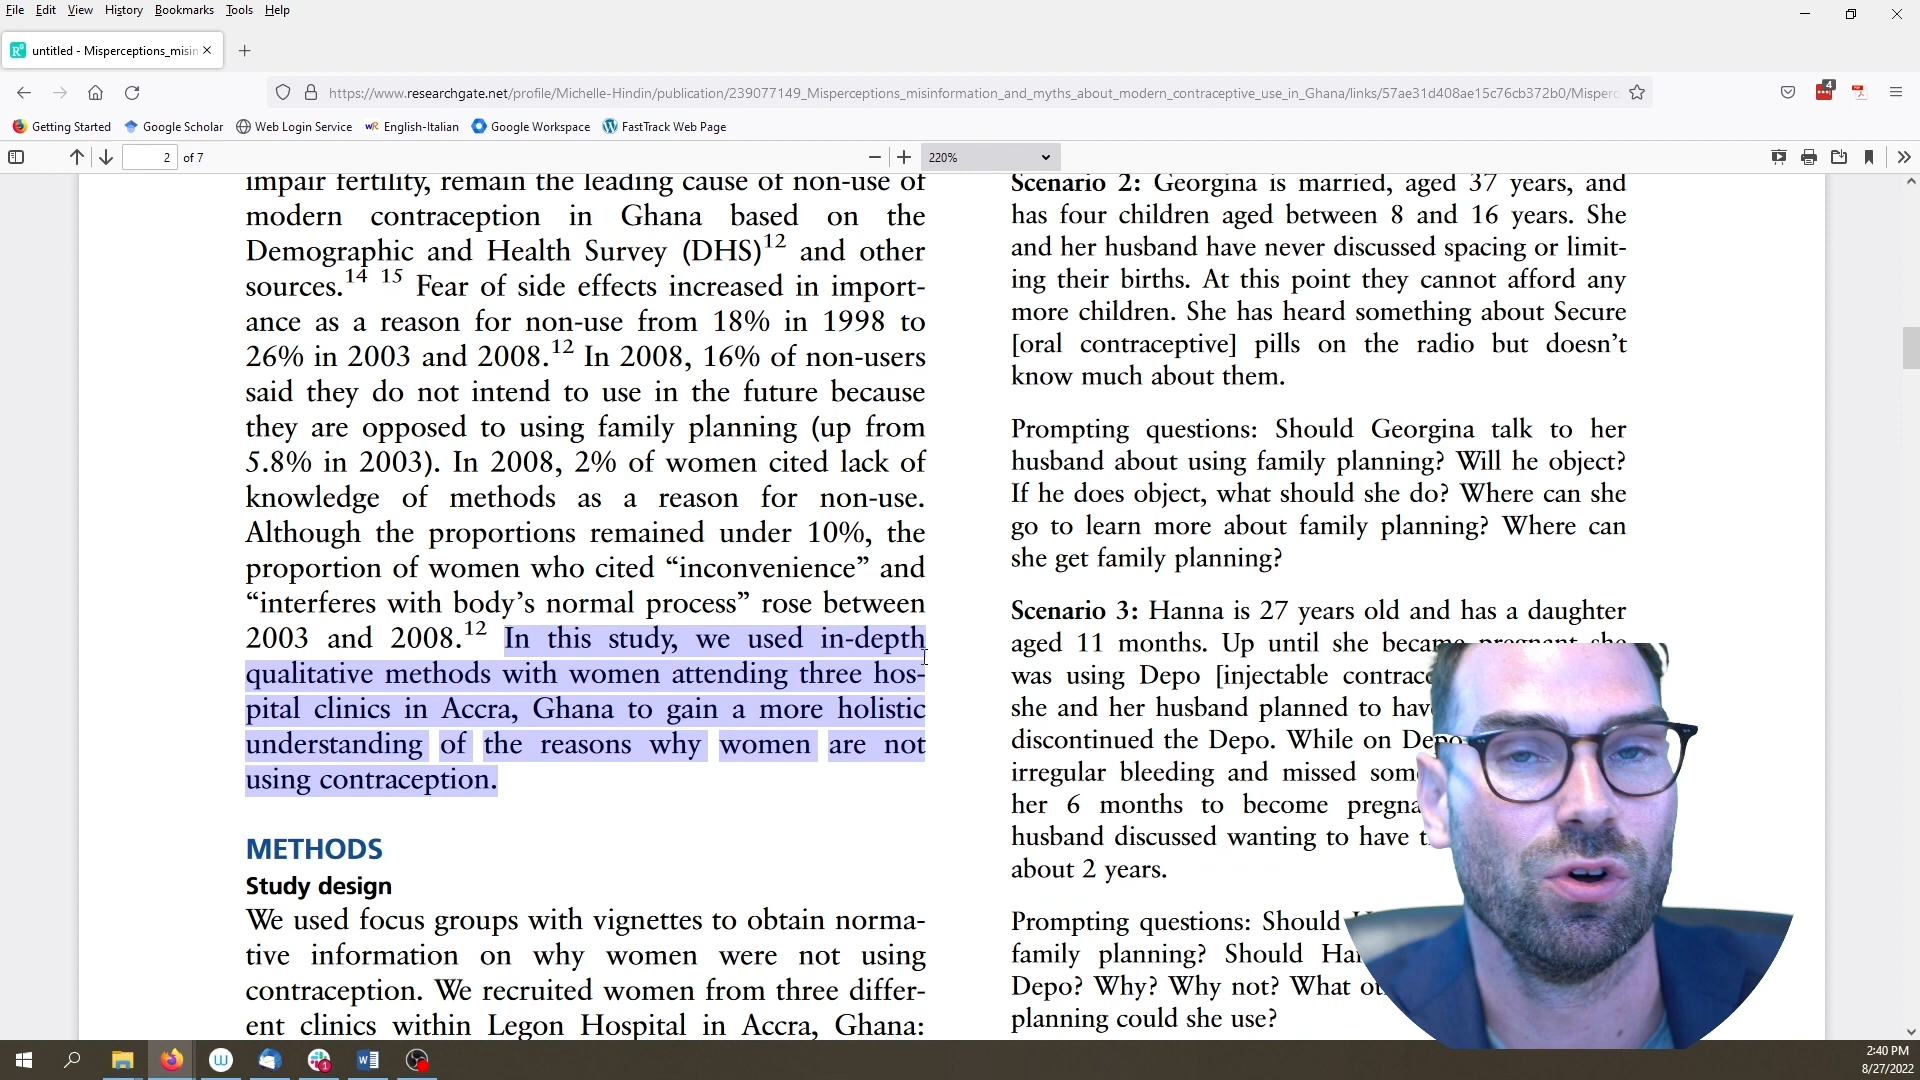 File Edit View History Bookmarks Tools Help
untitled - Misperceptions_misin
https://www.researchgate.net/profile/Michelle-Hindin/publication/239077149_Misperceptions_misinformation_and_myths_about_modern_contraceptive_use_in_Ghana/links/57ae31d408ae15c76cb372b0/Misperc
4
Getting Started Google Scholar Web Login Service English-Italian Google Workspace FastTrack Web Page
2 of 7
220%
impair fertility, remain the leading cause of non-use of
modern contraception in Ghana based on the
Demographic and Health Survey (DHS)12 and other
sources.14 15 Fear of side effects increased in import-
ance as a reason for non-use from 18% in 1998 to
26% in 2003 and 2008.12 In 2008, 16% of non-users
said they do not intend to use in the future because
they are opposed to using family planning (up from
5.8% in 2003). In 2008, 2% of women cited lack of
knowledge of methods as a reason for non-use.
Although the proportions remained under 10%, the
proportion of women who cited “inconvenience” and
“interferes with body’s normal process” rose between
2003 and 2008.12 In this study, we used in-depth
qualitative methods with women attending three hos-
pital clinics in Accra, Ghana to gain a more holistic
understanding of the reasons why women are not
using contraception.
METHODS
Study design
We used focus groups with vignettes to obtain norma-
tive information on why women were not using
contraception. We recruited women from three differ-
ent clinics within Legon Hospital in Accra, Ghana:
Scenario 2: Georgina is married, aged 37 years, and
has four children aged between 8 and 16 years. She
and her husband have never discussed spacing or limit-
ing their births. At this point they cannot afford any
more children. She has heard something about Secure
[oral contraceptive] pills on the radio but doesn’t
know much about them.
Prompting questions: Should Georgina talk to her
husband about using family planning? Will he object?
If he does object, what should she do? Where can she
go to learn more about family planning? Where can
she get family planning?
Scenario 3: Hanna is 27 years old and has a daughter
aged 11 months. Up until she became pregnant she
was using Depo [injectable
she and her husband planned to
discontinued the Depo. While on Depo
irregular bleeding and missed
her 6 months to become
husband discussed wanting to have
about 2 years.
Prompting questions: Should
family planning? Should
Depo? Why? Why not? What
planning could she use?
1
2:40 PM
8/27/2022